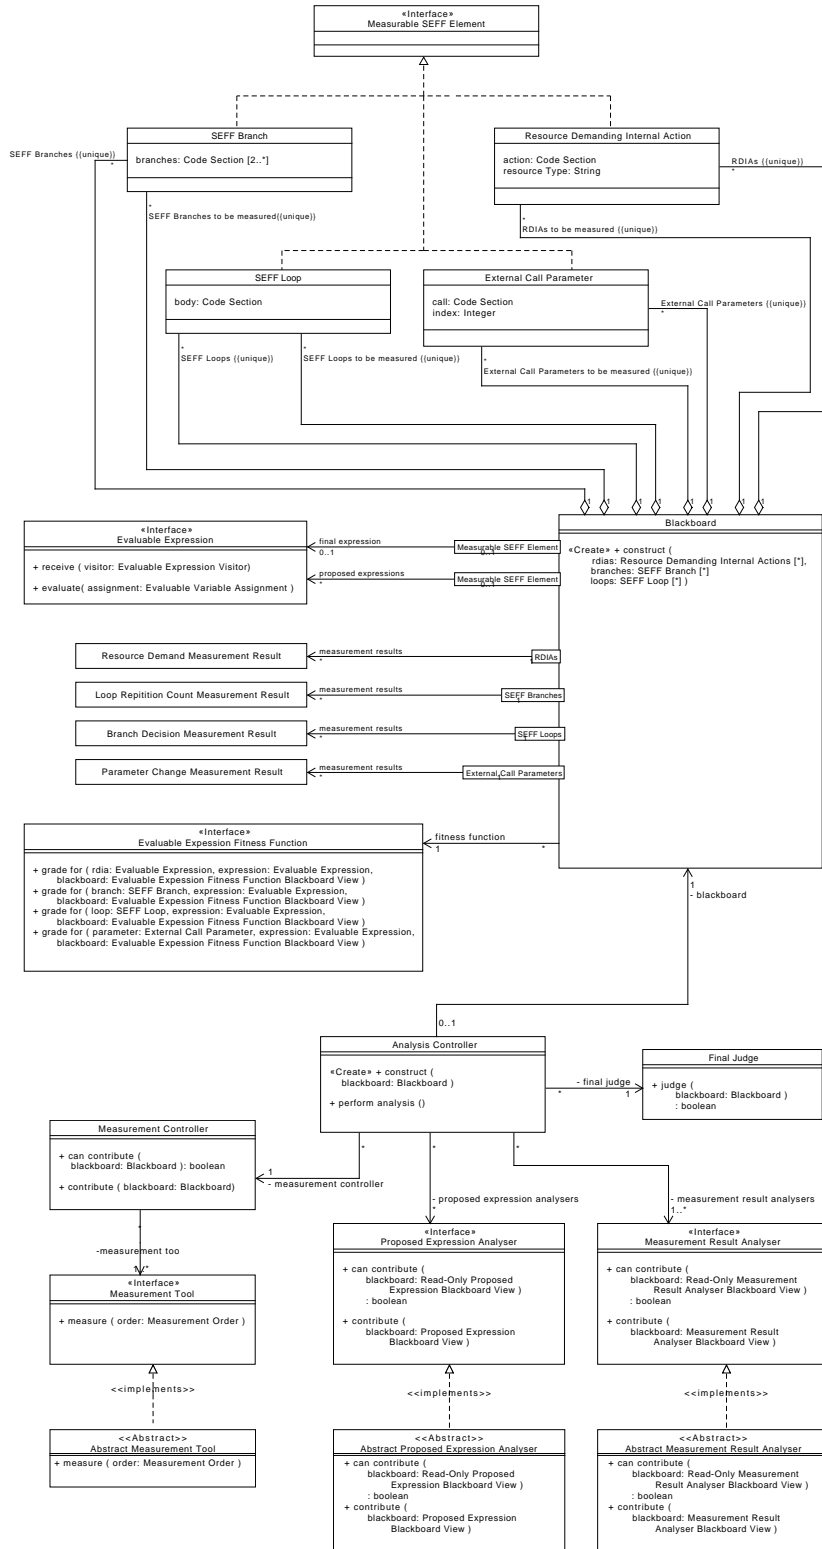 «Interface»
Measurable SEFF Element
SEFF Branch
branches: Code Section [2..*]
Resource Demanding Internal Action
action: Code Section
resource Type: String
SEFF Branches ((unique))
*
RDIAs ((unique))
*
*
SEFF Branches to be measured((unique))
*
RDIAs to be measured ((unique))
SEFF Loop
body: Code Section
External Call Parameter
call: Code Section
index: Integer
External Call Parameters ((unique))
*
*
SEFF Loops ((unique))
*
SEFF Loops to be measured ((unique))
*
External Call Parameters to be measured ((unique))
1 1 1 1 1 1 1 1
Blackboard
«Create» + construct (
rdias: Resource Demanding Internal Actions [*],
branches: SEFF Branch [*]
loops: SEFF Loop [*] )
«Interface»
Evaluable Expression
+ receive ( visitor: Evaluable Expression Visitor)
+ evaluate( assignment: Evaluable Variable Assignment )
final expression
0..1
Measurable SEFF Element
0..1
proposed expressions
*
Measurable SEFF Element
0..1
Resource Demand Measurement Result
measurement results
*
RDIAs
Loop Repitition Count Measurement Result
measurement results
*
SEFF Branches
1
Branch Decision Measurement Result
measurement results
*
SEFF Loops
1
Parameter Change Measurement Result
measurement results
*
External Call Parameters
1
«Interface»
Evaluable Expession Fitness Function
+ grade for ( rdia: Evaluable Expression, expression: Evaluable Expression,
blackboard: Evaluable Expession Fitness Function Blackboard View )
+ grade for ( branch: SEFF Branch, expression: Evaluable Expression,
blackboard: Evaluable Expession Fitness Function Blackboard View )
+ grade for ( loop: SEFF Loop, expression: Evaluable Expression,
blackboard: Evaluable Expession Fitness Function Blackboard View )
+ grade for ( parameter: External Call Parameter, expression: Evaluable Expression,
blackboard: Evaluable Expession Fitness Function Blackboard View )
fitness function
1 *
1
- blackboard
0..1
Analysis Controller
«Create» + construct (
blackboard: Blackboard )
+ perform analysis ()
- final judge
* 1
Final Judge
+ judge (
blackboard: Blackboard )
: boolean
Measurement Controller
+ can contribute (
blackboard: Blackboard ): boolean
+ contribute ( blackboard: Blackboard)
* * *
1
- measurement controller
- proposed expression analysers
*
- measurement result analysers
1..*
*
-measurement too
1..*
«Interface»
Measurement Tool
+ measure ( order: Measurement Order )
«Interface»
Proposed Expression Analyser
+ can contribute (
blackboard: Read-Only Proposed
Expression Blackboard View )
: boolean
+ contribute (
blackboard: Proposed Expression
Blackboard View )
«Interface»
Measurement Result Analyser
+ can contribute (
blackboard: Read-Only Measurement
Result Analyser Blackboard View )
: boolean
+ contribute (
blackboard: Measurement Result
Analyser Blackboard View )
<<implements>>
<<implements>>
<<implements>>
<<Abstract>>
Abstract Measurement Tool
+ measure ( order: Measurement Order )
<<Abstract>>
Abstract Proposed Expression Analyser
+ can contribute (
blackboard: Read-Only Proposed
Expression Blackboard View )
: boolean
+ contribute (
blackboard: Proposed Expression
Blackboard View )
<<Abstract>>
Abstract Measurement Result Analyser
+ can contribute (
blackboard: Read-Only Measurement
Result Analyser Blackboard View )
: boolean
+ contribute (
blackboard: Measurement Result
Analyser Blackboard View )